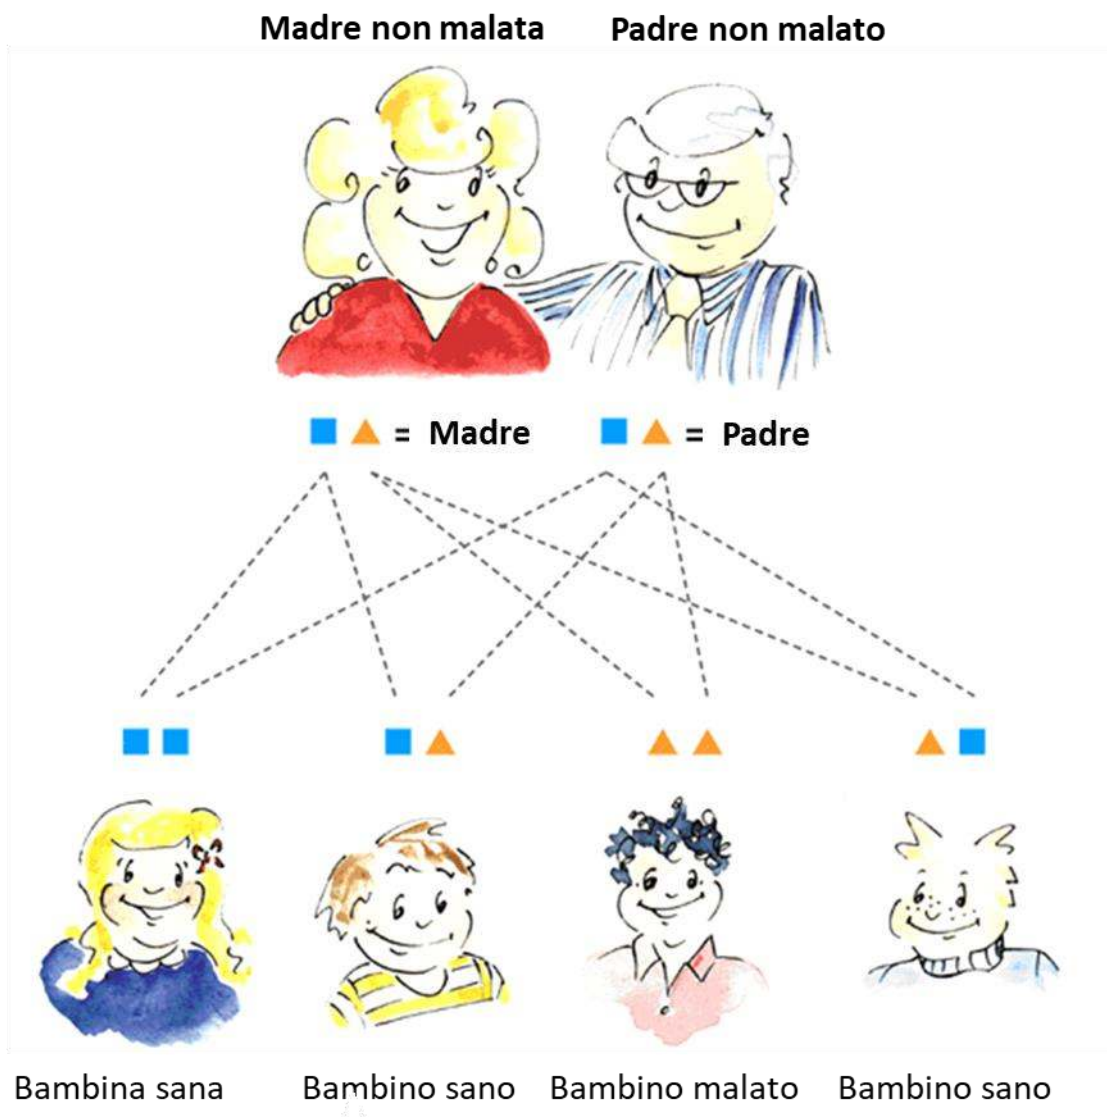 Madre non malata Padre non malato
= Madre = Padre
Bambina sana Bambino sano Bambino malato Bambino sano